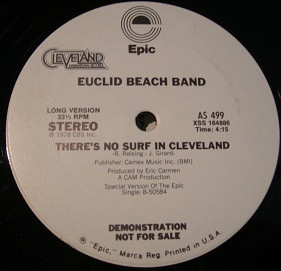 Epic
CLEVELAND
EUCLID BEACH BAND
LONG VERSION
33⅓ RPM
STEREO
℗ 1978 CBS Inc.
AS 499
XSS 164886
Time: 4:15
THERE'S NO SURF IN CLEVELAND
-R. Reising - J. Girard-
Publisher: Camex Music Inc. (BMI)
Produced by Eric Carmen
A CAM Production
Special Version Of The Epic
Single: 8-50584
DEMONSTRATION
NOT FOR SALE
® "Epic," Marca Reg. Printed in U.S.A.